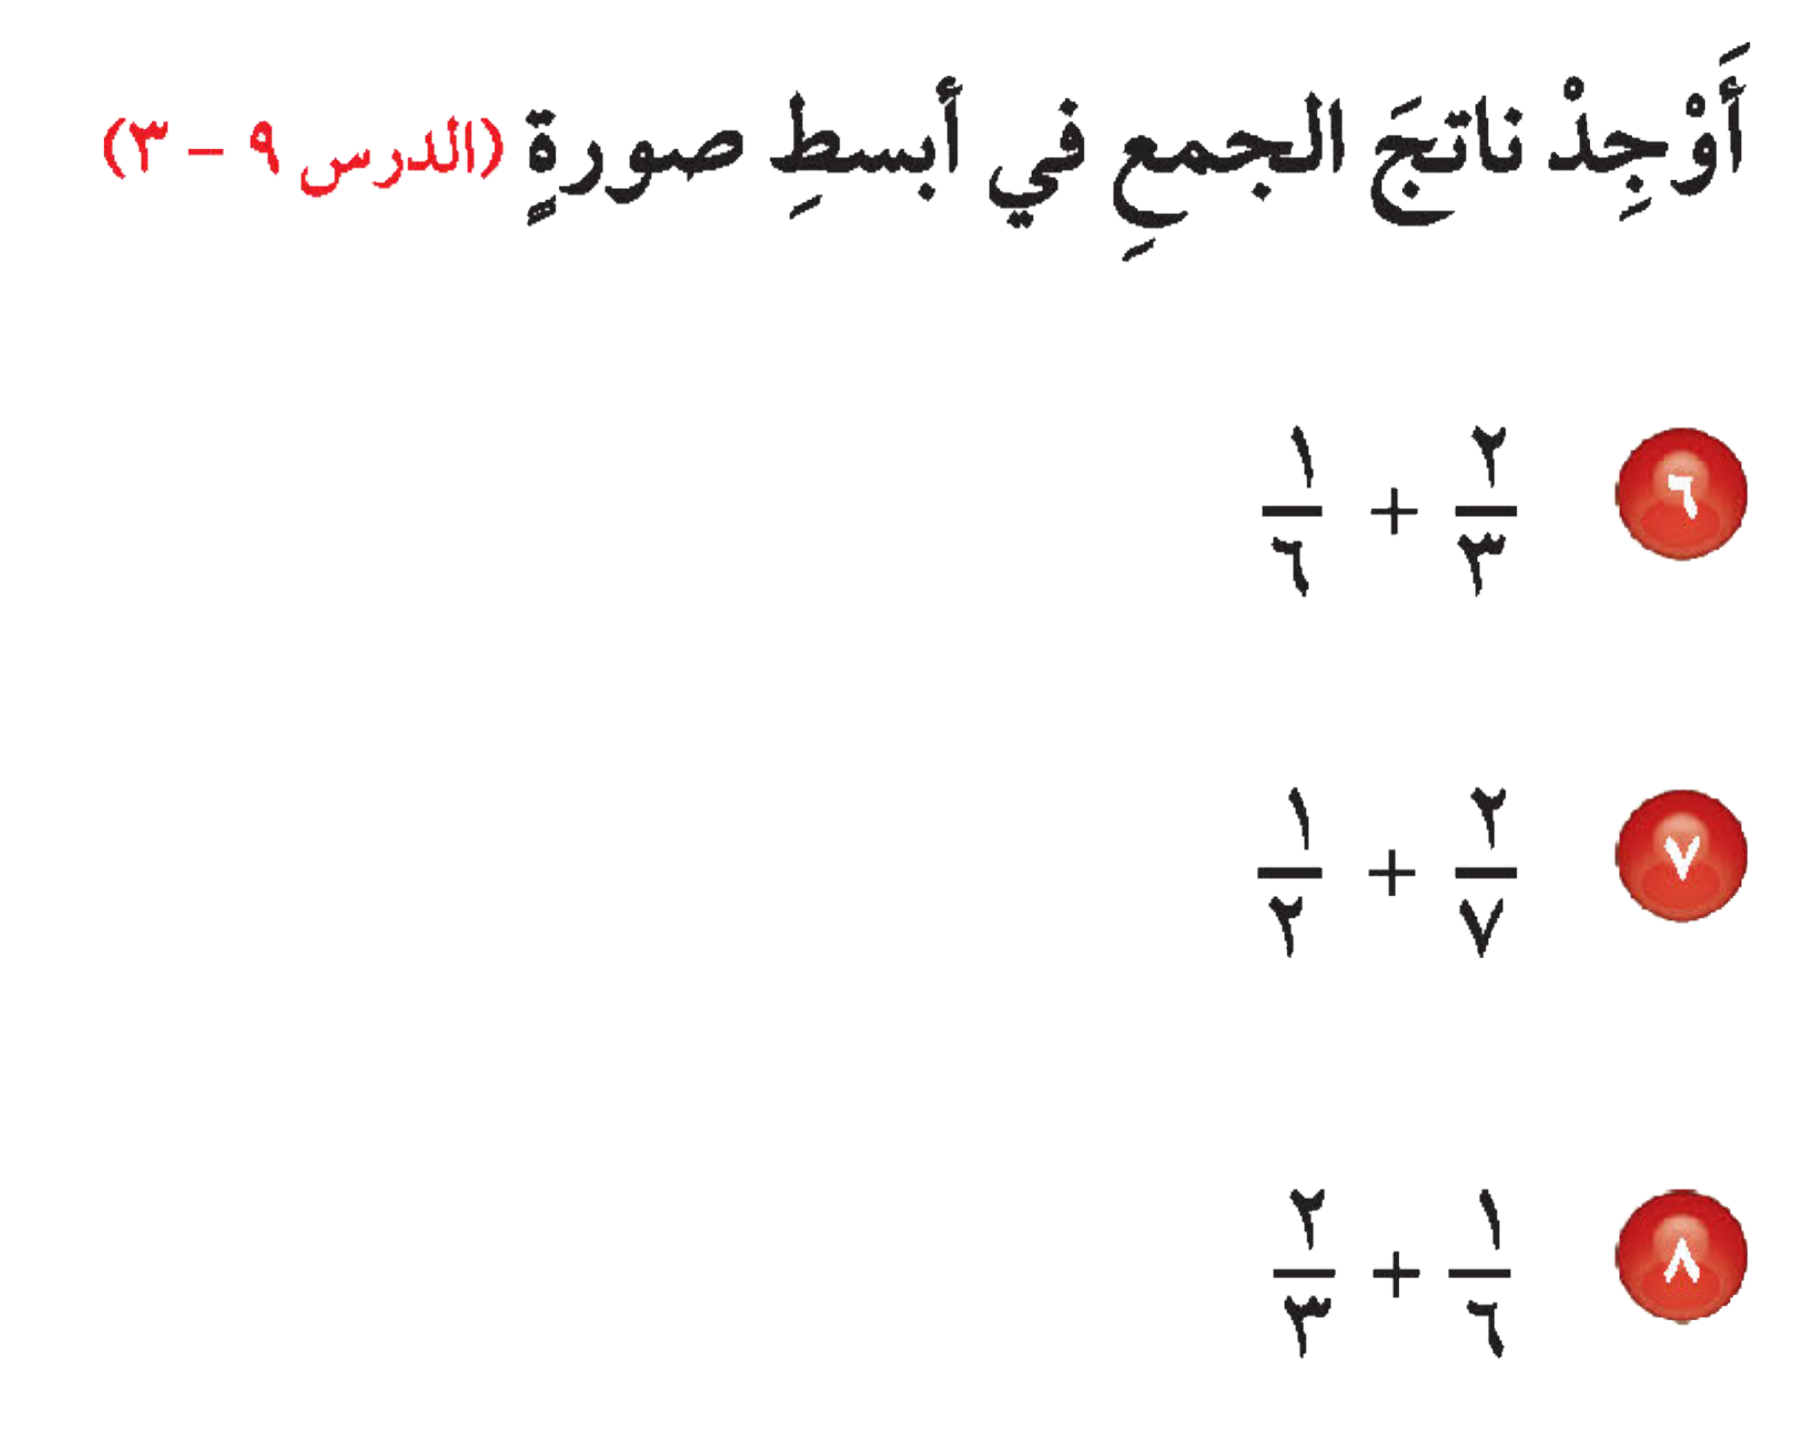 أَوْجِدْ ناتجَ الجمعِ في أبسطِ صورةٍ (الدرس ٩ – ٣)
٦ ٢/٣ + ١/٦
٧ ٢/٧ + ١/٢
٨ ١/٦ + ٢/٣